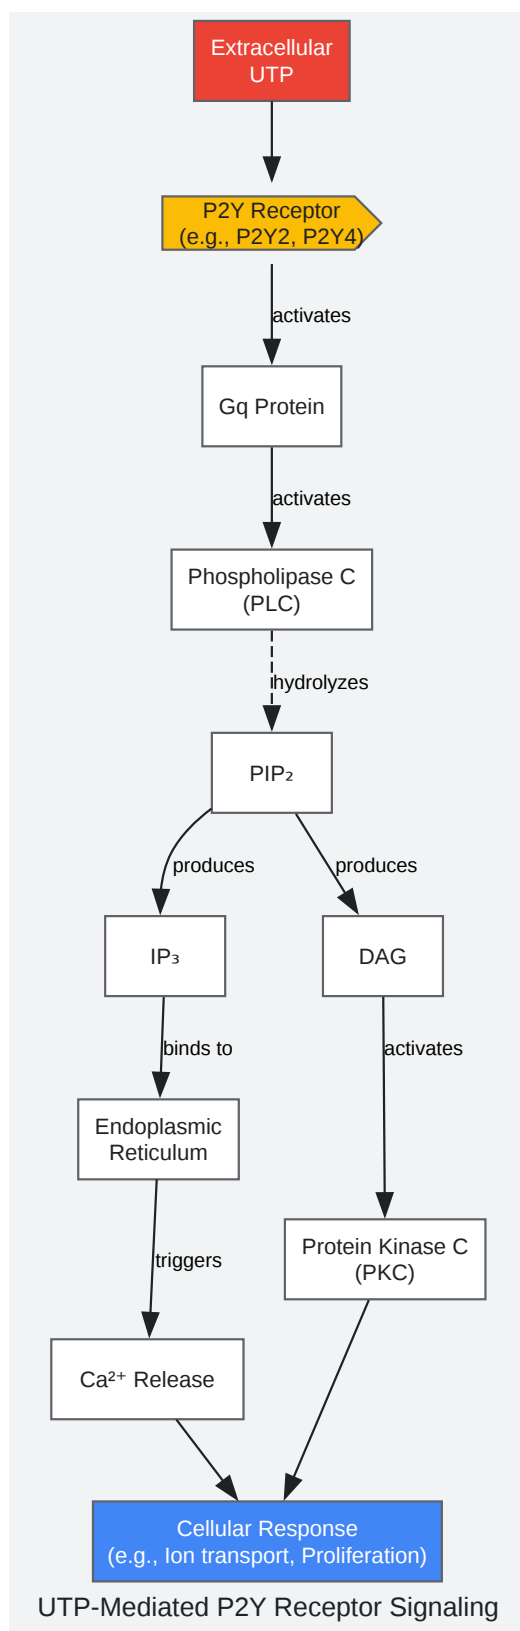 Extracellular
UTP
P2Y Receptor
(e.g., P2Y2, P2Y4)
activates
Gq Protein
activates
Phospholipase C
(PLC)
hydrolyzes
PIP₂
produces
produces
IP₃
DAG
binds to
activates
Endoplasmic
Reticulum
Protein Kinase C
(PKC)
triggers
Ca²⁺ Release
Cellular Response
(e.g., Ion transport, Proliferation)
UTP-Mediated P2Y Receptor Signaling